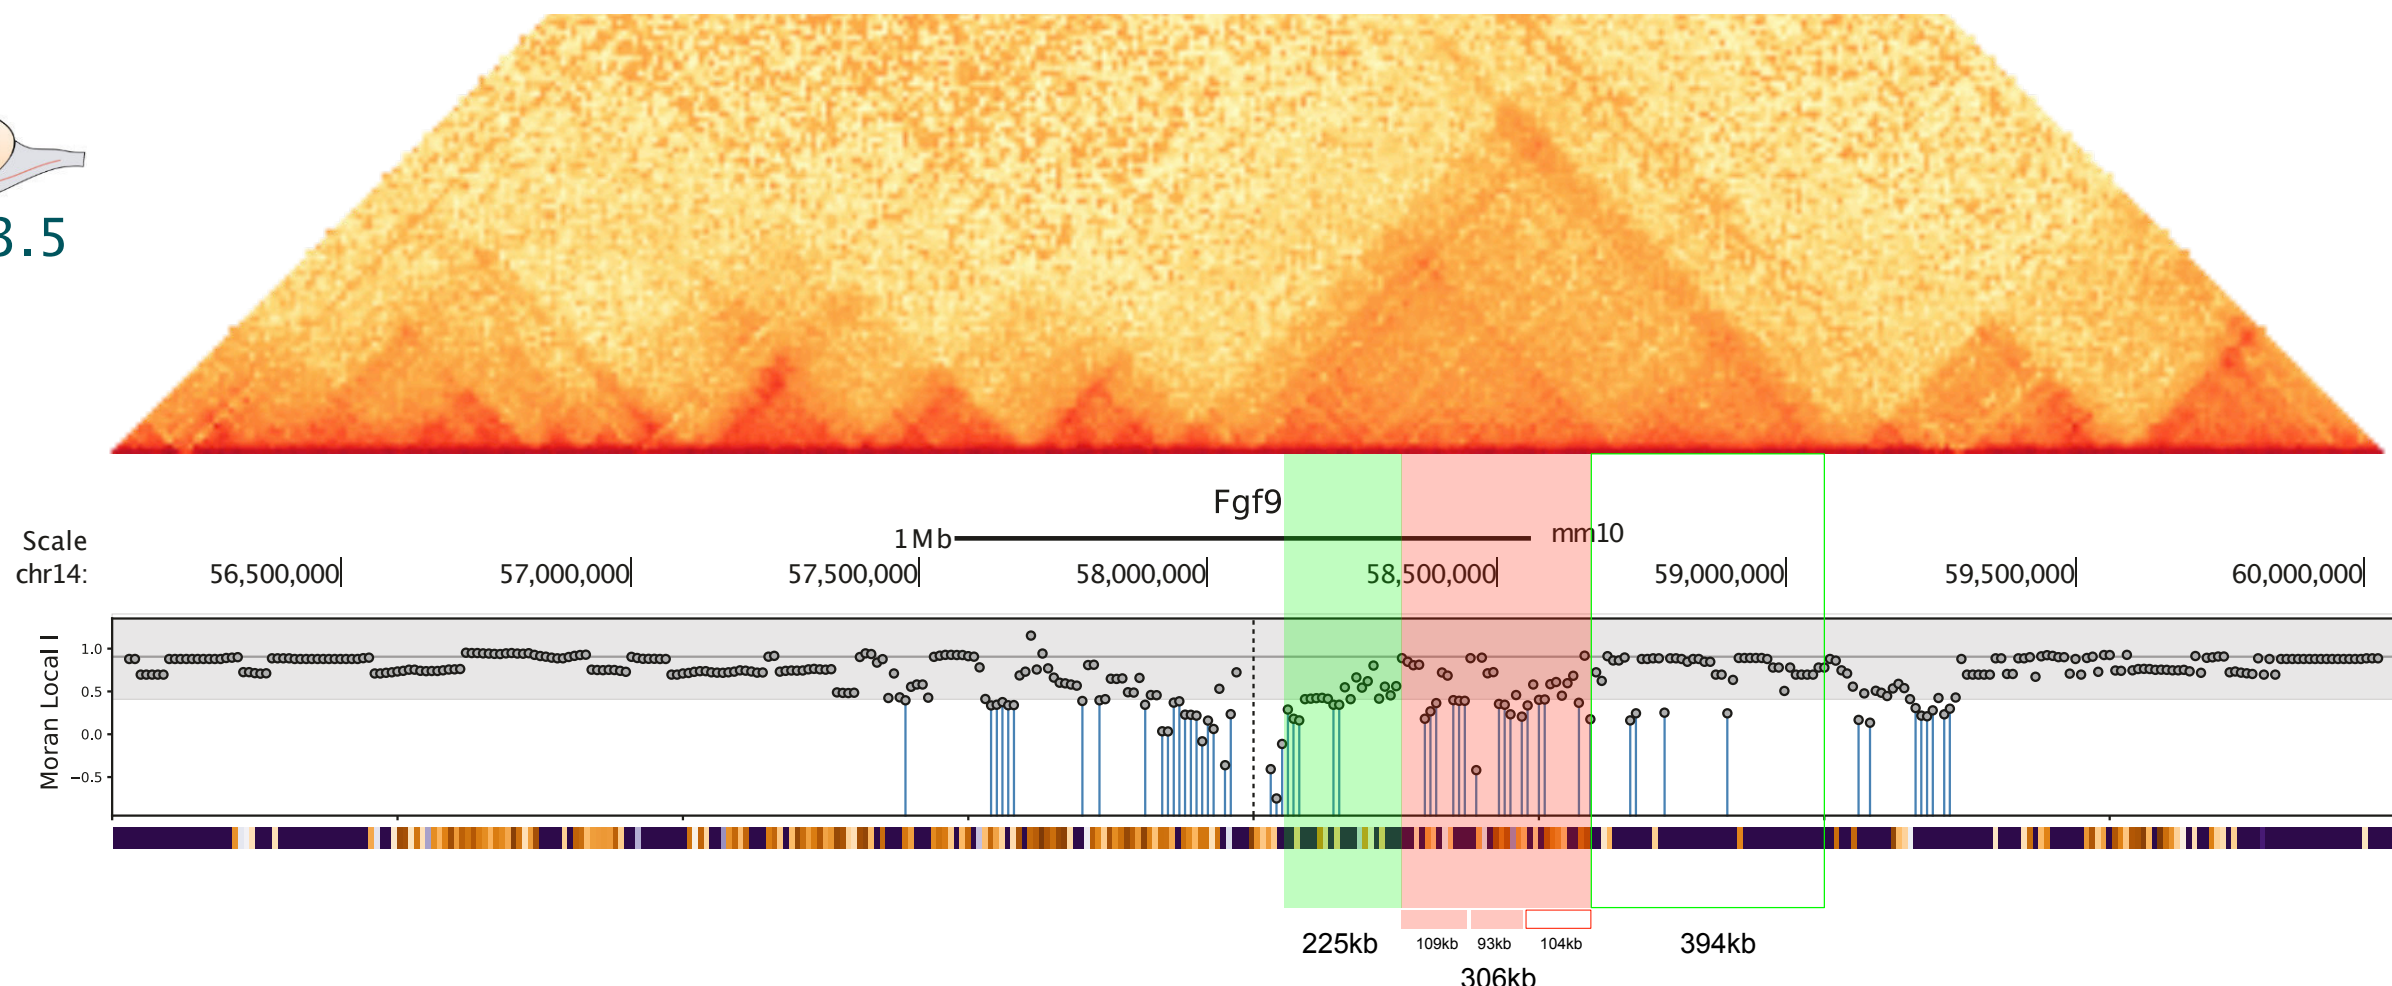 3.5
Fgf9
Scale 1Mb mm10
chr14: 56,500,000 57,000,000 57,500,000 58,000,000 58,500,000 59,000,000 59,500,000 60,000,000
Moran Local I
1.0
0.5
0.0
−0.5
225kb 109kb 93kb 104kb 394kb
306kb